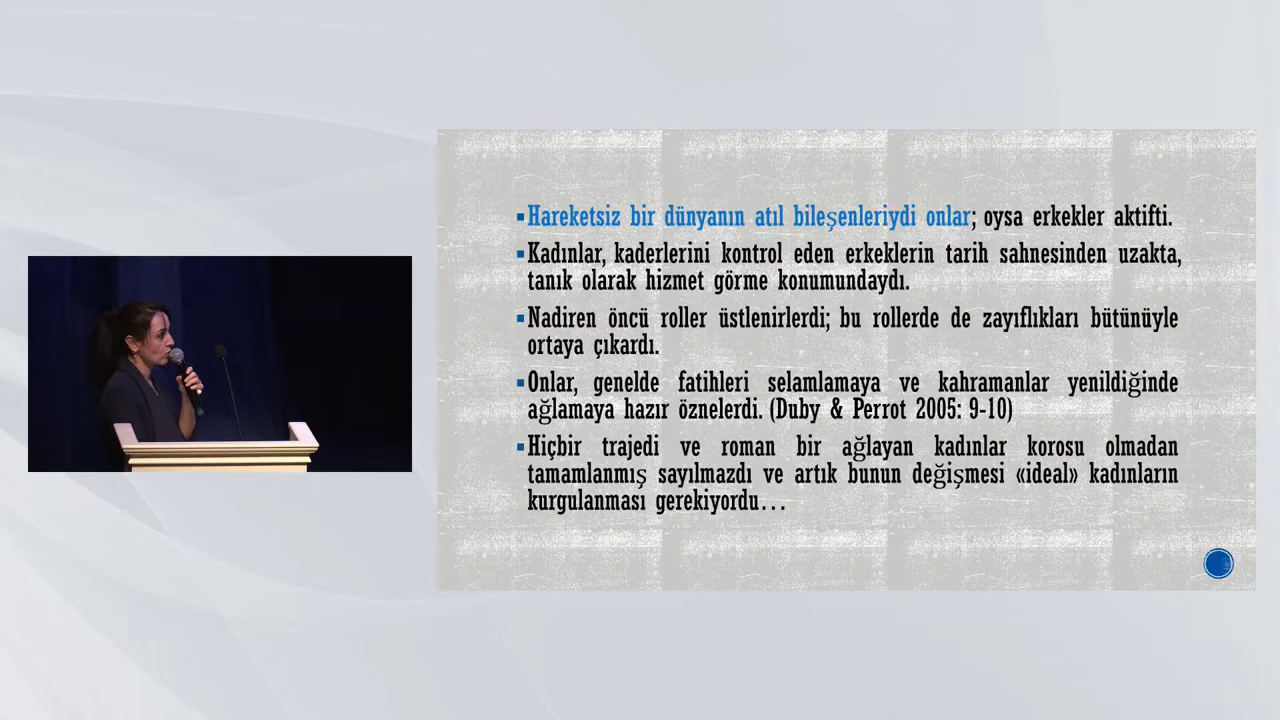 ▪Hareketsiz bir dünyanın atıl bileşenleriydi onlar; oysa erkekler aktifti.
▪Kadınlar, kaderlerini kontrol eden erkeklerin tarih sahnesinden uzakta,
tanık olarak hizmet görme konumundaydı.
▪Nadiren öncü roller üstlenirlerdi; bu rollerde de zayıflıkları bütünüyle
ortaya çıkardı.
▪Onlar, genelde fatihleri selamlamaya ve kahramanlar yenildiğinde
ağlamaya hazır öznelerdi. (Duby & Perrot 2005: 9-10)
▪Hiçbir trajedi ve roman bir ağlayan kadınlar korosu olmadan
tamamlanmış sayılmazdı ve artık bunun değişmesi «ideal» kadınların
kurgulanması gerekiyordu…